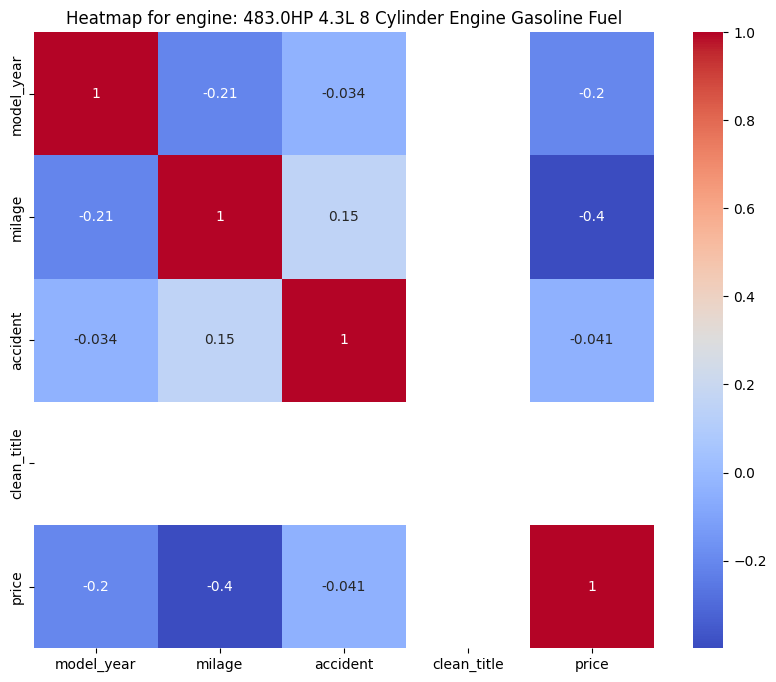 Heatmap for engine: 483.0HP 4.3L 8 Cylinder Engine Gasoline Fuel
model_year 1 -0.21 -0.034 -0.2
milage -0.21 1 0.15 -0.4
accident -0.034 0.15 1 -0.041
clean_title
price -0.2 -0.4 -0.041 1
model_year milage accident clean_title price
1.0
0.8
0.6
0.4
0.2
0.0
−0.2